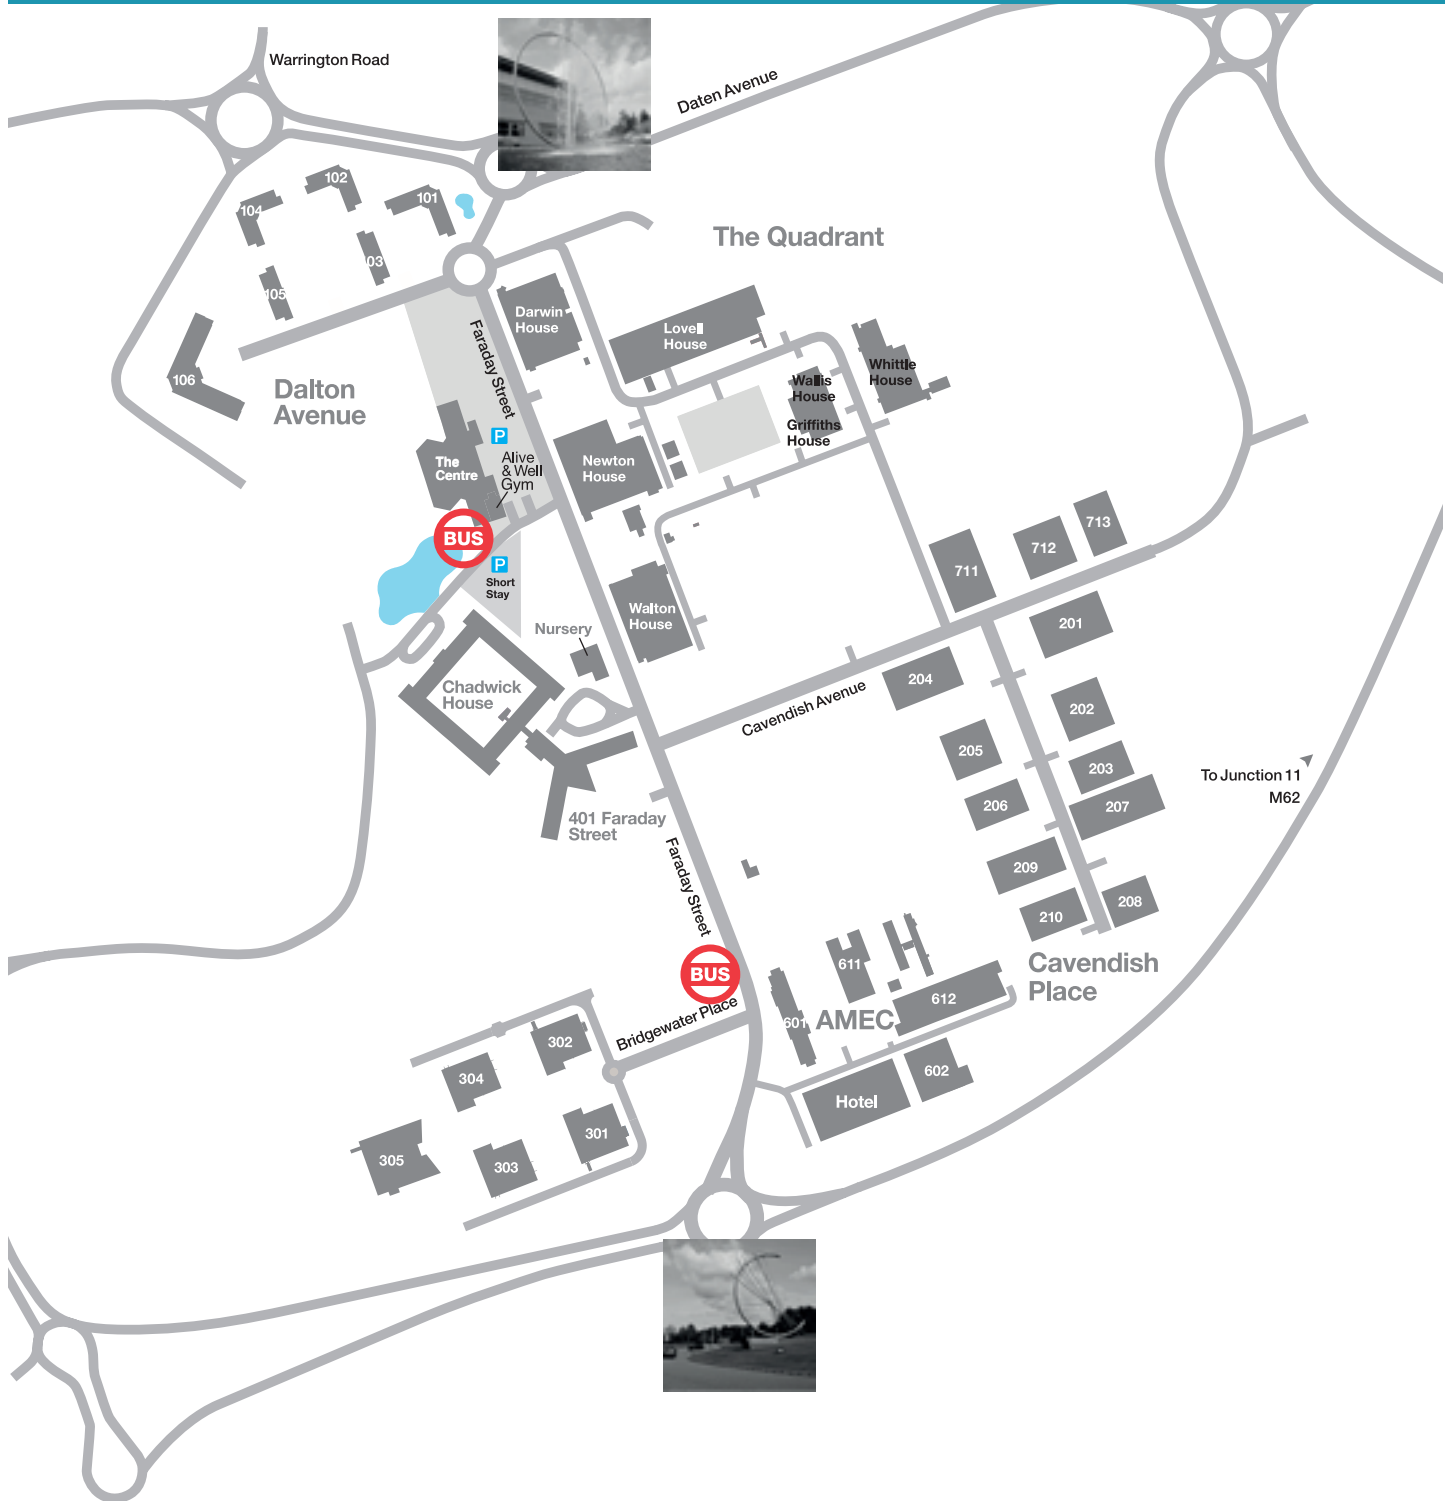 Warrington Road
Daten Avenue
102
101
104
103
105
106
The Quadrant
Darwin
House
Lovell
House
Faraday Street
Whittle
House
Wallis
House
Griffiths
House
Dalton
Avenue
P
Alive
& Well
Gym
The
Centre
Newton
House
BUS
P
Short
Stay
713
712
711
Walton
House
201
Nursery
204
Chadwick
House
Cavendish Avenue
202
205
203
206
207
To Junction 11
M62
401 Faraday
Street
Faraday Street
209
208
210
Cavendish
Place
BUS
611
612
601
AMEC
Bridgewater Place
302
304
602
Hotel
301
305
303